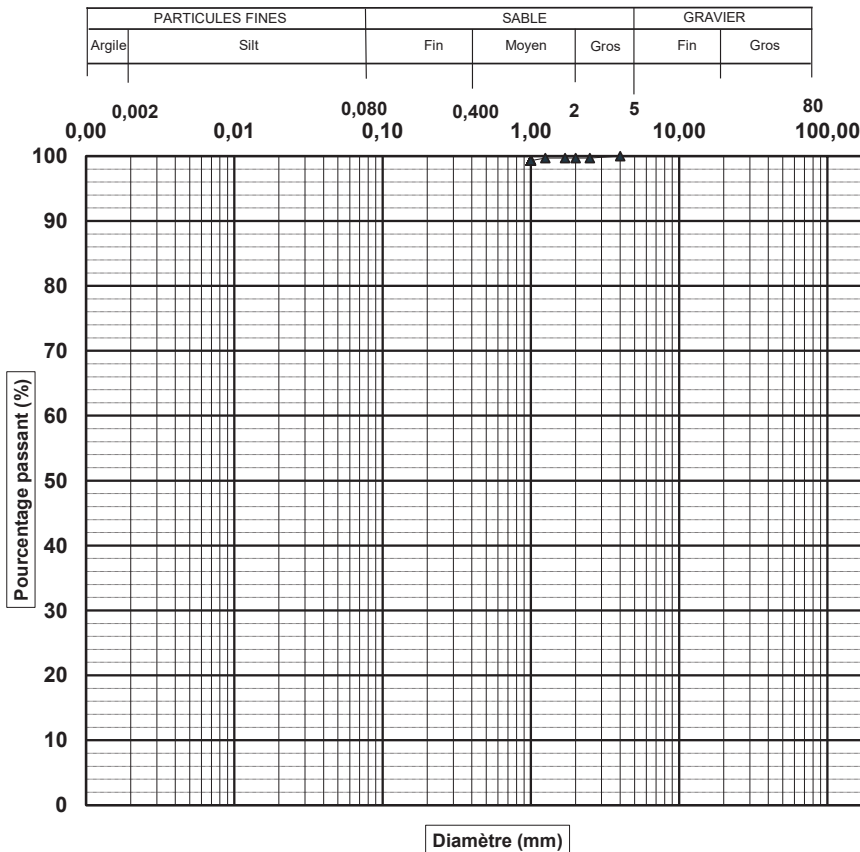 PARTICULES FINES SABLE GRAVIER
Argile Silt Fin Moyen Gros Fin Gros
0,002 0,080 0,400 2 5 80
0,00 0,01 0,10 1,00 10,00 100,00
100
90
80
70
60
50
40
30
20
10
0
Pourcentage passant (%)
Diamètre (mm)